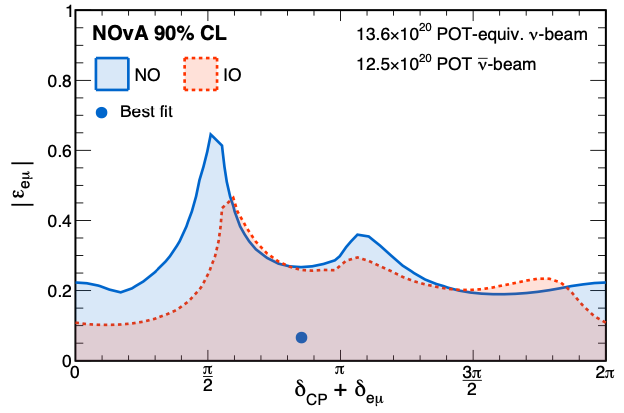 NOvA 90% CL
13.6×10²⁰ POT-equiv. ν-beam
12.5×10²⁰ POT ν̅-beam
NO
IO
Best fit
|ε_eμ|
1
0.8
0.6
0.4
0.2
0
0
π/2
π
3π/2
2π
δ_CP + δ_eμ